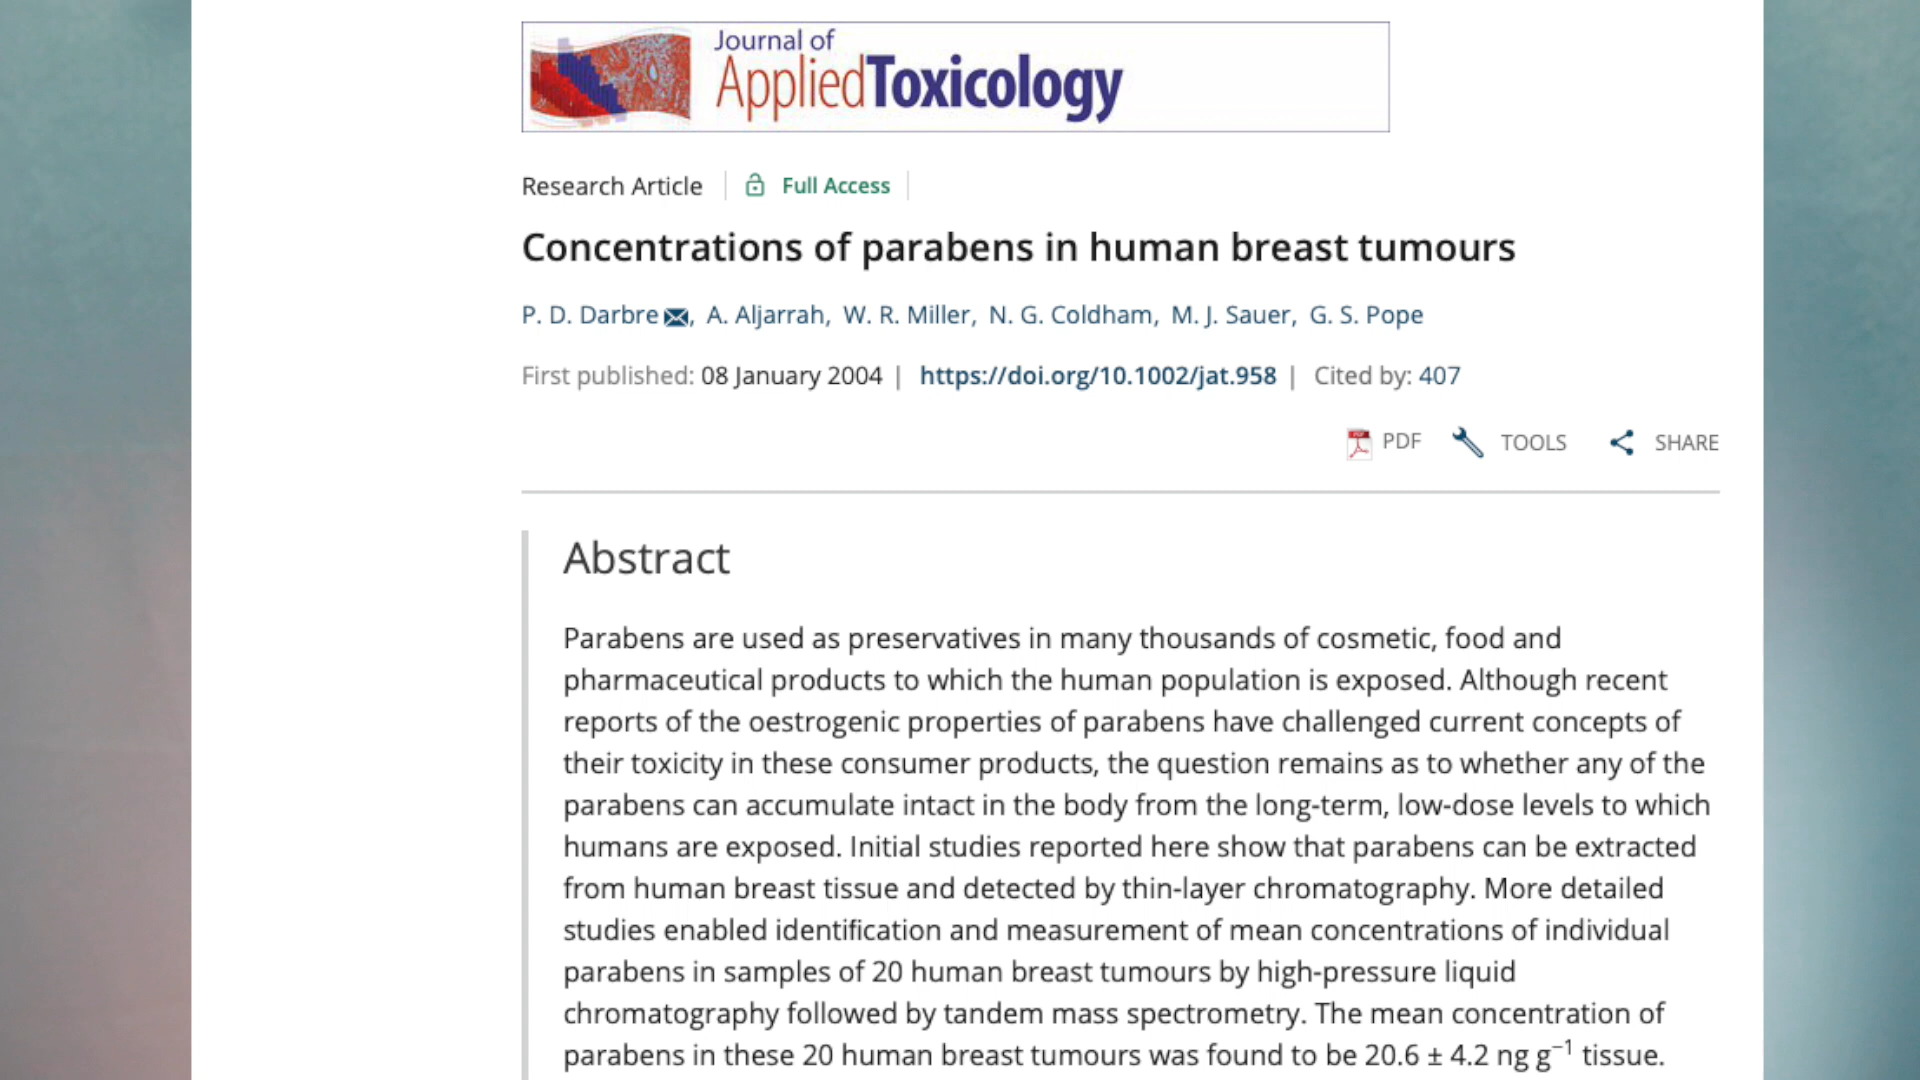 Journal of
AppliedToxicology
Research Article Full Access
Concentrations of parabens in human breast tumours
P. D. Darbre, A. Aljarrah, W. R. Miller, N. G. Coldham, M. J. Sauer, G. S. Pope
First published: 08 January 2004 | https://doi.org/10.1002/jat.958 | Cited by: 407
PDF TOOLS SHARE
Abstract
Parabens are used as preservatives in many thousands of cosmetic, food and
pharmaceutical products to which the human population is exposed. Although recent
reports of the oestrogenic properties of parabens have challenged current concepts of
their toxicity in these consumer products, the question remains as to whether any of the
parabens can accumulate intact in the body from the long-term, low-dose levels to which
humans are exposed. Initial studies reported here show that parabens can be extracted
from human breast tissue and detected by thin-layer chromatography. More detailed
studies enabled identification and measurement of mean concentrations of individual
parabens in samples of 20 human breast tumours by high-pressure liquid
chromatography followed by tandem mass spectrometry. The mean concentration of
parabens in these 20 human breast tumours was found to be 20.6 ± 4.2 ng g⁻¹ tissue.